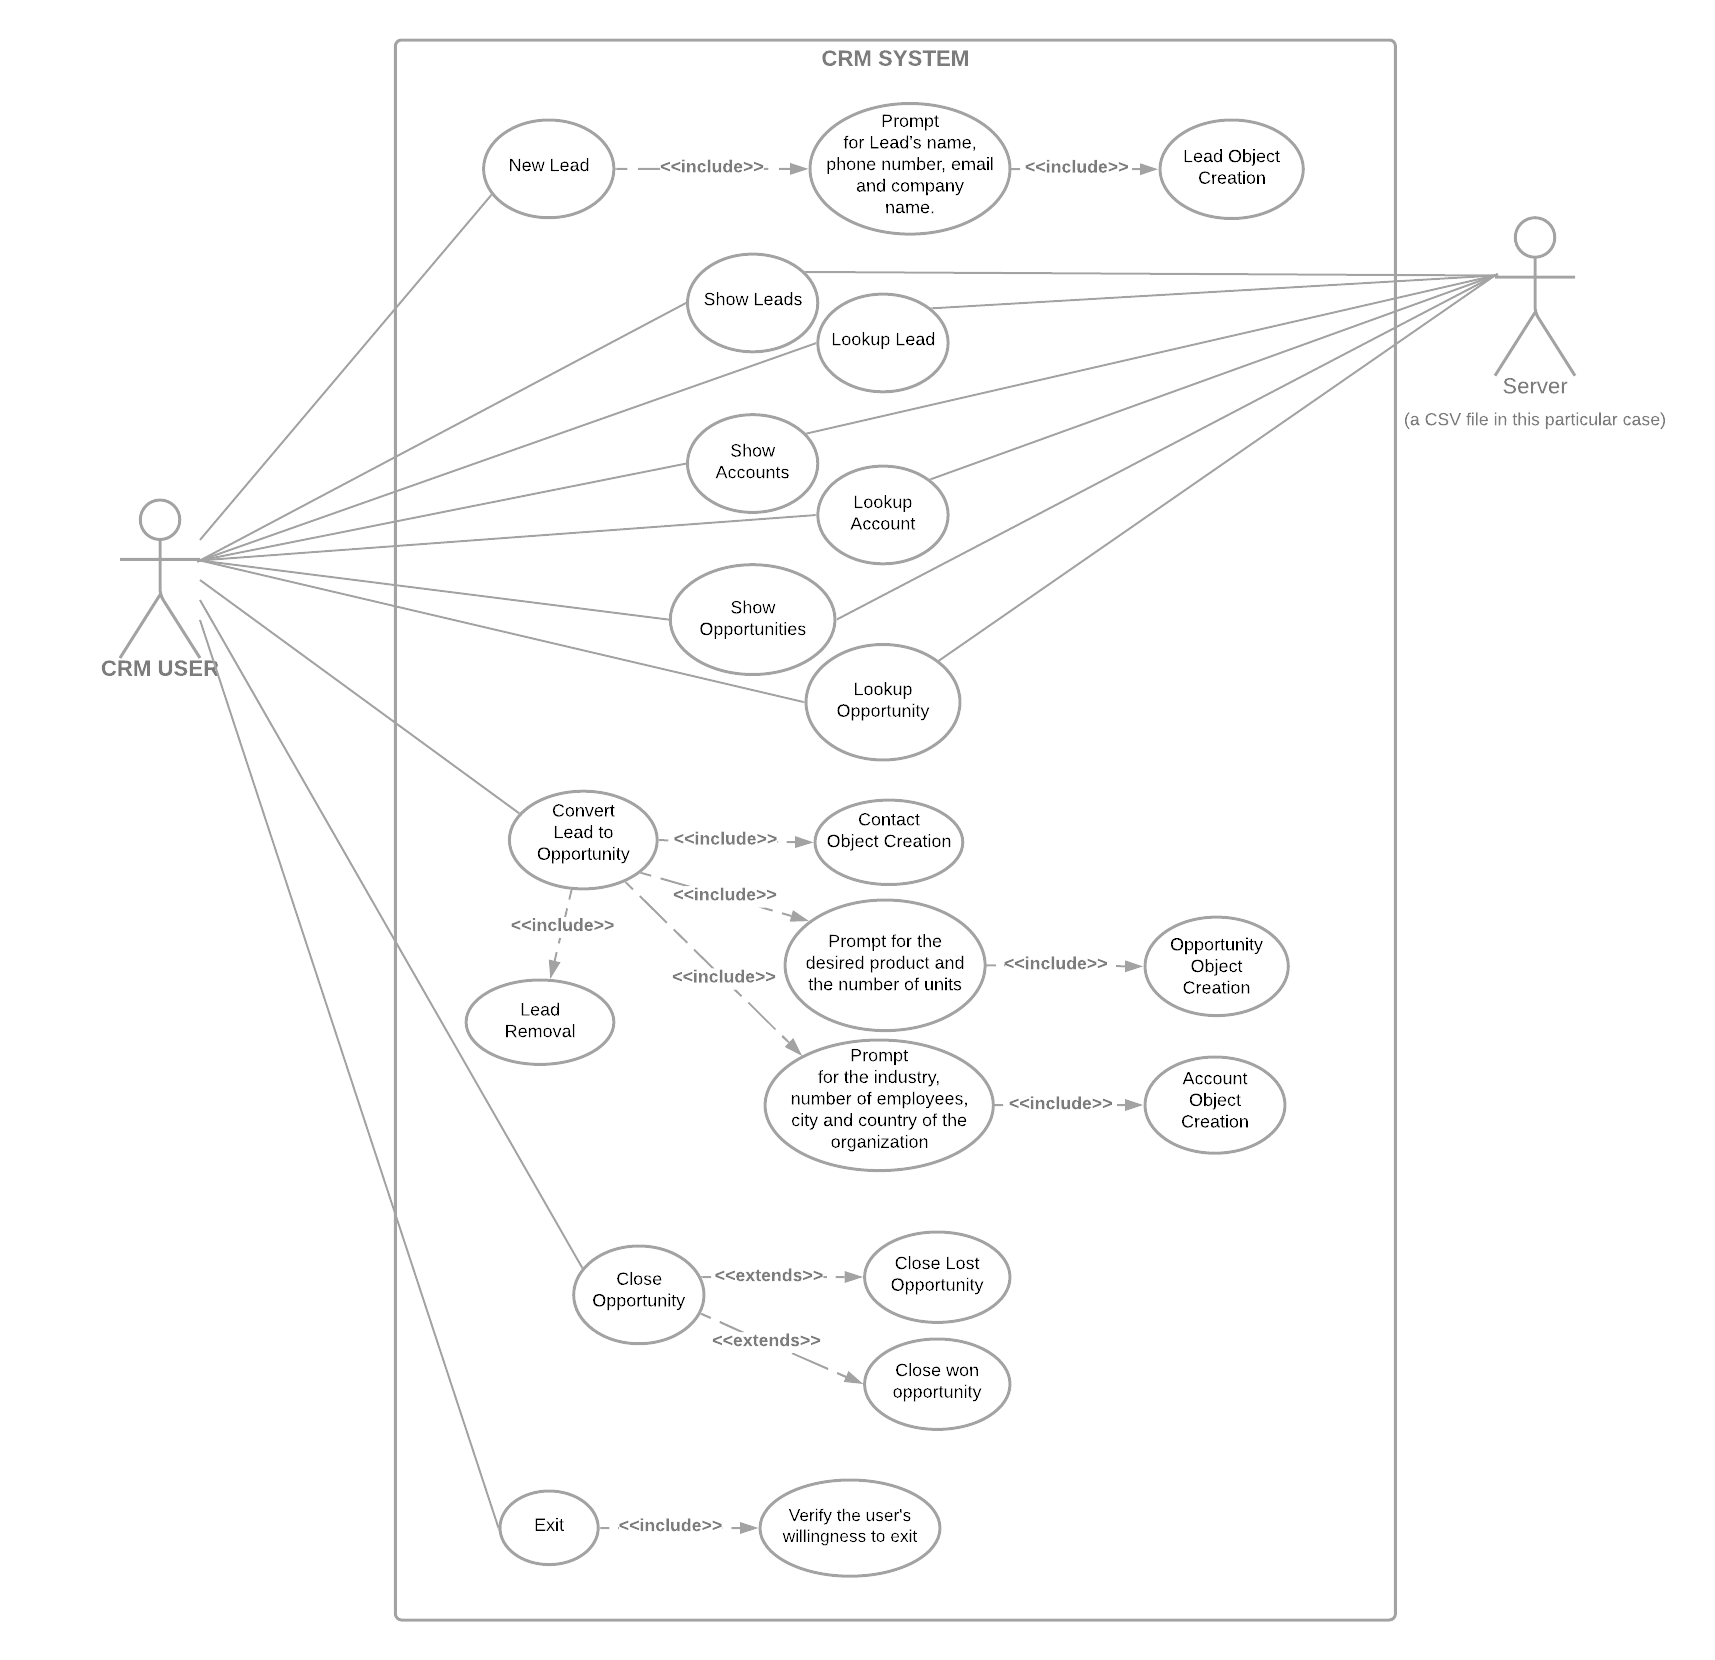 CRM SYSTEM
New Lead
<<include>>
Prompt
for Lead's name,
phone number, email
and company
name.
<<include>>
Lead Object
Creation
Show Leads
Lookup Lead
Server
(a CSV file in this particular case)
Show
Accounts
Lookup
Account
Show
Opportunities
CRM USER
Lookup
Opportunity
Convert
Lead to
Opportunity
<<include>>
Contact
Object Creation
<<include>>
<<include>>
Prompt for the
desired product and
the number of units
<<include>>
Opportunity
Object
Creation
<<include>>
Lead
Removal
Prompt
for the industry,
number of employees,
city and country of the
organization
<<include>>
Account
Object
Creation
Close
Opportunity
<<extends>>
Close Lost
Opportunity
<<extends>>
Close won
opportunity
Exit
<<include>>
Verify the user's
willingness to exit